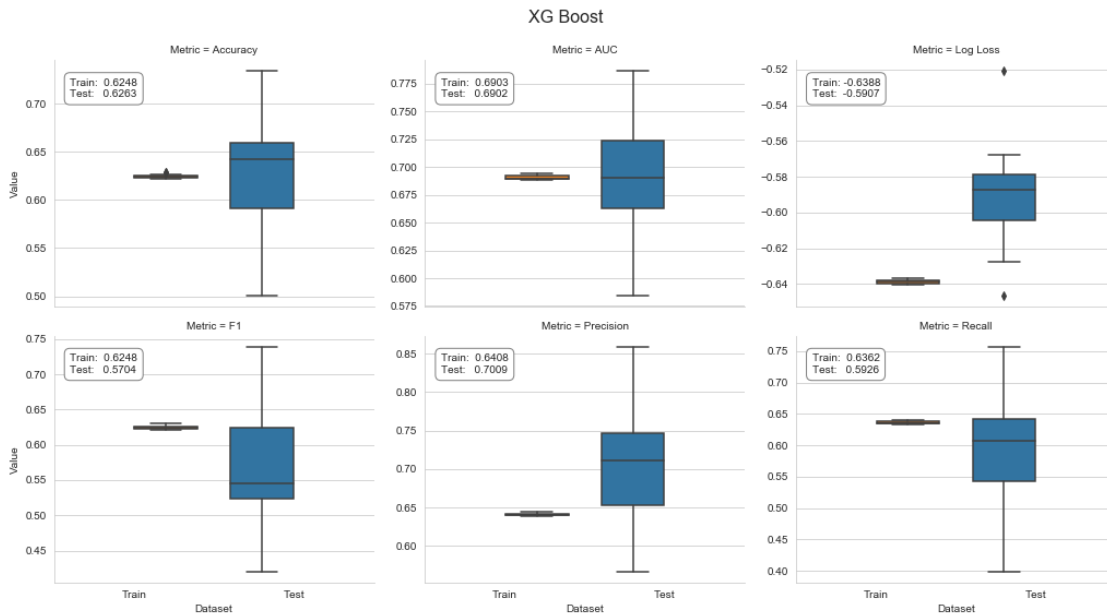 XG Boost
Metric = Accuracy
Train: 0.6248
Test: 0.6263
0.70
0.65
0.60
0.55
0.50
Value
Metric = AUC
Train: 0.6903
Test: 0.6902
0.775
0.750
0.725
0.700
0.675
0.650
0.625
0.600
0.575
Metric = Log Loss
Train: -0.6388
Test: -0.5907
−0.52
−0.54
−0.56
−0.58
−0.60
−0.62
−0.64
Metric = F1
Train: 0.6248
Test: 0.5704
0.75
0.70
0.65
0.60
0.55
0.50
0.45
Value
Train
Test
Dataset
Metric = Precision
Train: 0.6408
Test: 0.7009
0.85
0.80
0.75
0.70
0.65
0.60
Train
Test
Dataset
Metric = Recall
Train: 0.6362
Test: 0.5926
0.75
0.70
0.65
0.60
0.55
0.50
0.45
0.40
Train
Test
Dataset